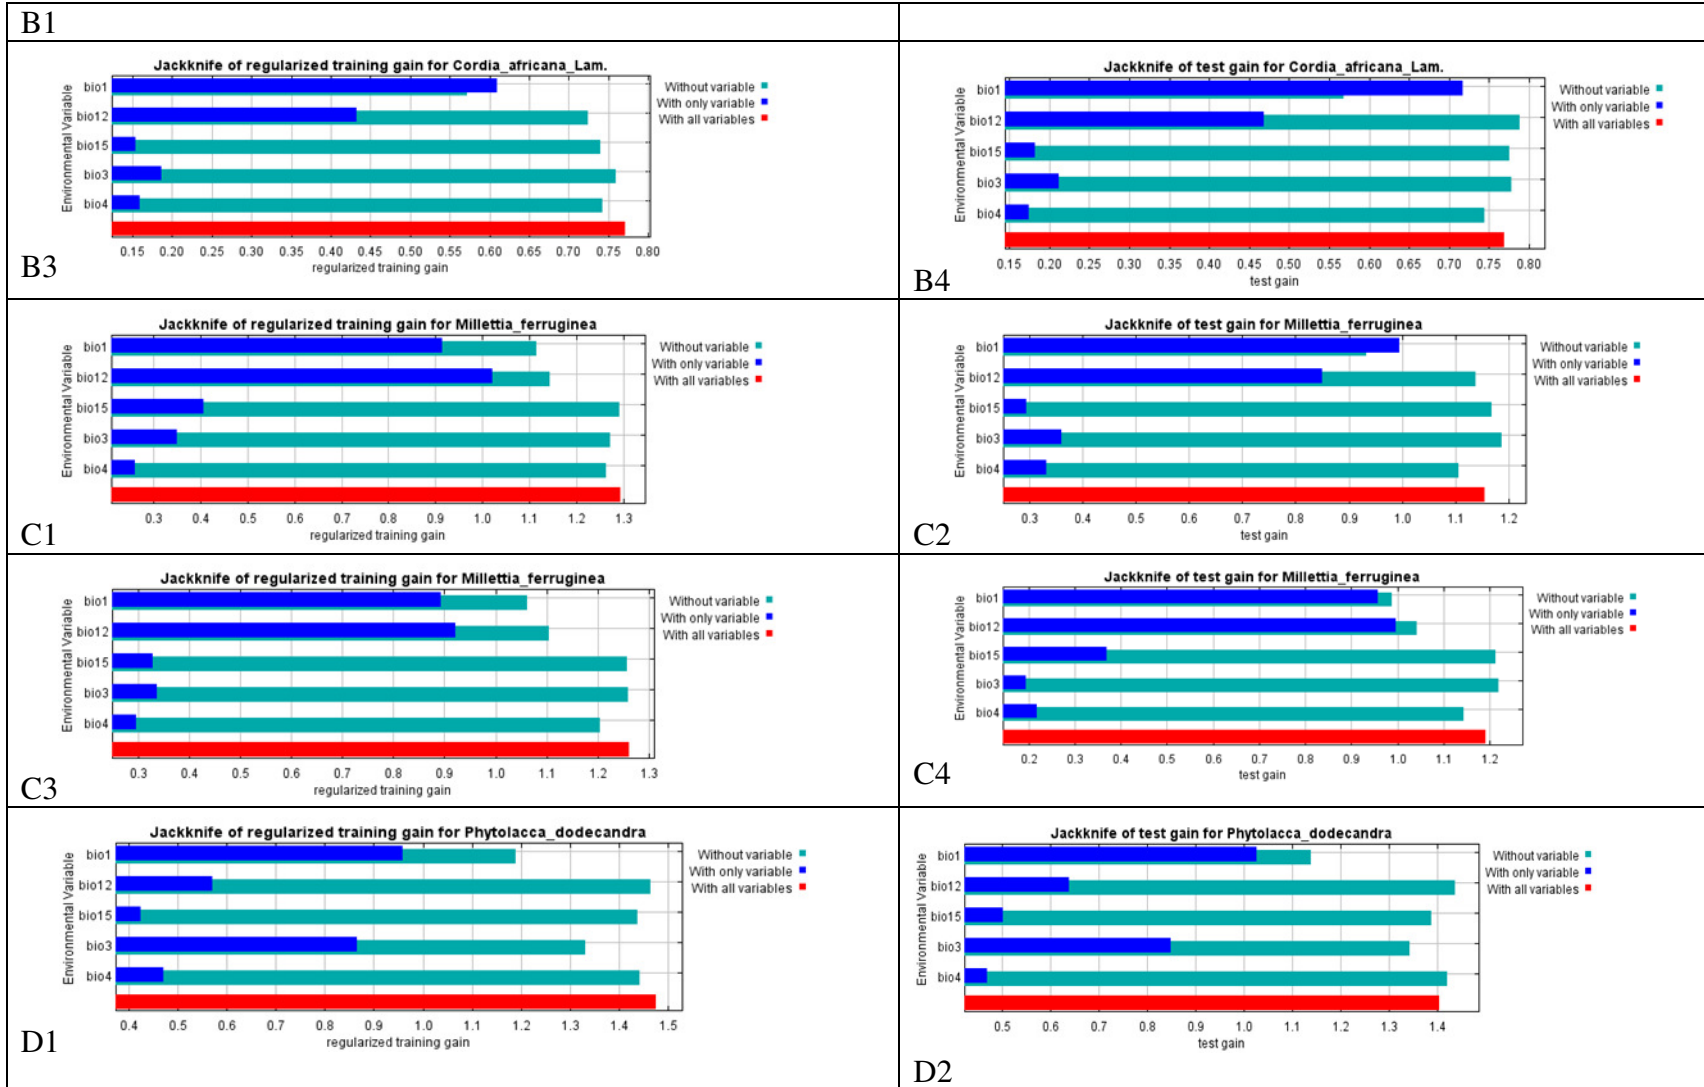 B1
Jackknife of regularized training gain for Cordia_africana_Lam.
Environmental Variable
bio1
bio12
bio15
bio3
bio4
Without variable
With only variable
With all variables
0.15 0.20 0.25 0.30 0.35 0.40 0.45 0.50 0.55 0.60 0.65 0.70 0.75 0.80
regularized training gain
B3
Jackknife of test gain for Cordia_africana_Lam.
Environmental Variable
bio1
bio12
bio15
bio3
bio4
Without variable
With only variable
With all variables
0.15 0.20 0.25 0.30 0.35 0.40 0.45 0.50 0.55 0.60 0.65 0.70 0.75 0.80
test gain
B4
Jackknife of regularized training gain for Millettia_ferruginea
Environmental Variable
bio1
bio12
bio15
bio3
bio4
Without variable
With only variable
With all variables
0.3 0.4 0.5 0.6 0.7 0.8 0.9 1.0 1.1 1.2 1.3
regularized training gain
C1
Jackknife of test gain for Millettia_ferruginea
Environmental Variable
bio1
bio12
bio15
bio3
bio4
Without variable
With only variable
With all variables
0.3 0.4 0.5 0.6 0.7 0.8 0.9 1.0 1.1 1.2
test gain
C2
Jackknife of regularized training gain for Millettia_ferruginea
Environmental Variable
bio1
bio12
bio15
bio3
bio4
Without variable
With only variable
With all variables
0.3 0.4 0.5 0.6 0.7 0.8 0.9 1.0 1.1 1.2 1.3
regularized training gain
C3
Jackknife of test gain for Millettia_ferruginea
Environmental Variable
bio1
bio12
bio15
bio3
bio4
Without variable
With only variable
With all variables
0.2 0.3 0.4 0.5 0.6 0.7 0.8 0.9 1.0 1.1 1.2
test gain
C4
Jackknife of regularized training gain for Phytolacca_dodecandra
Environmental Variable
bio1
bio12
bio15
bio3
bio4
Without variable
With only variable
With all variables
0.4 0.5 0.6 0.7 0.8 0.9 1.0 1.1 1.2 1.3 1.4 1.5
regularized training gain
D1
Jackknife of test gain for Phytolacca_dodecandra
Environmental Variable
bio1
bio12
bio15
bio3
bio4
Without variable
With only variable
With all variables
0.5 0.6 0.7 0.8 0.9 1.0 1.1 1.2 1.3 1.4
test gain
D2